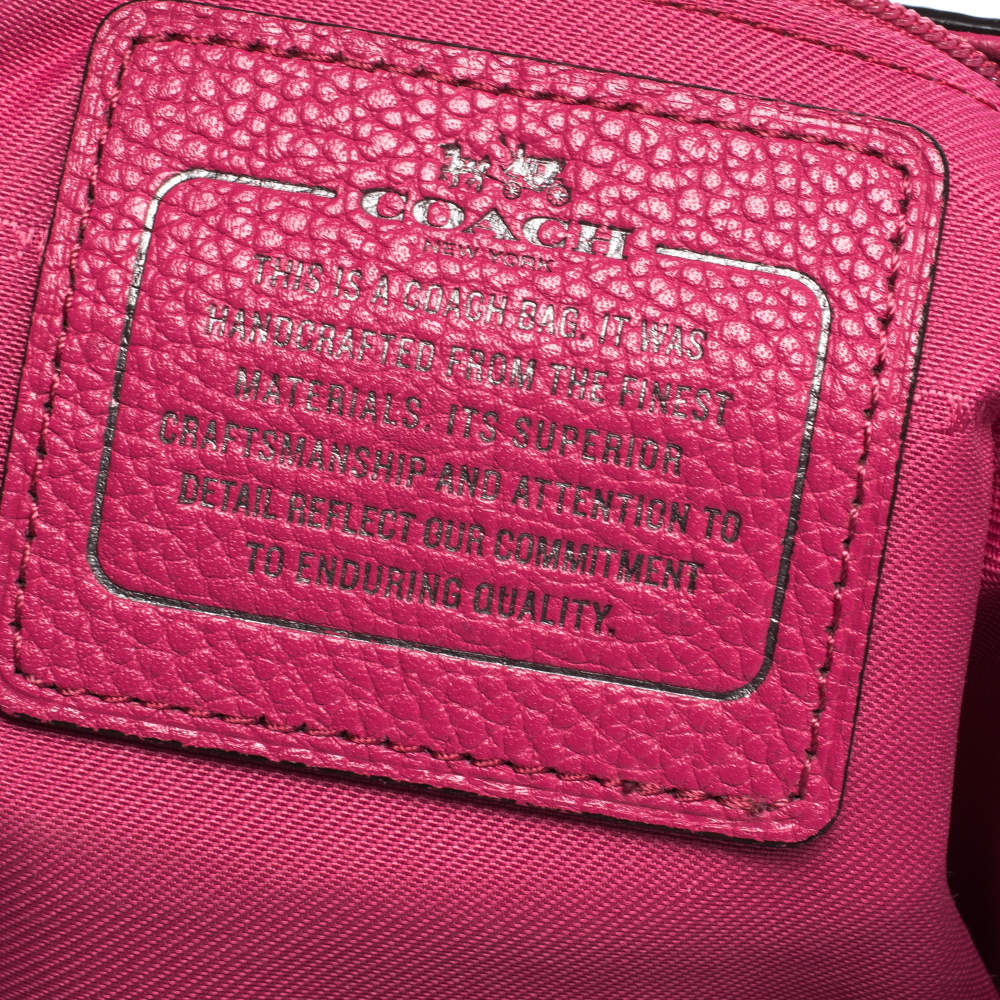 COACH
NEW YORK
THIS IS A COACH BAG. IT WAS
HANDCRAFTED FROM THE FINEST
MATERIALS. ITS SUPERIOR
CRAFTSMANSHIP AND ATTENTION TO
DETAIL REFLECT OUR COMMITMENT
TO ENDURING QUALITY.